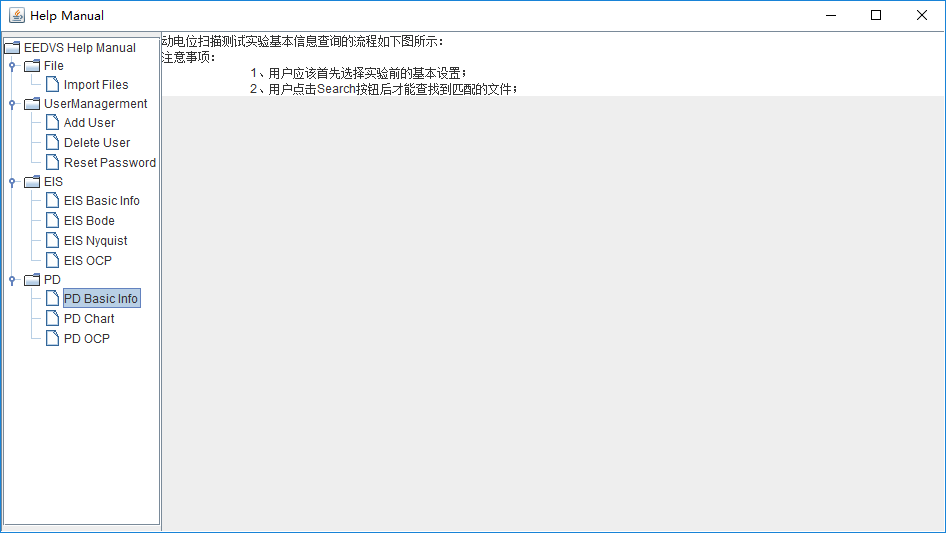 Help Manual
EEDVS Help Manual
File
Import Files
UserManagerment
Add User
Delete User
Reset Password
EIS
EIS Basic Info
EIS Bode
EIS Nyquist
EIS OCP
PD
PD Basic Info
PD Chart
PD OCP
动电位扫描测试实验基本信息查询的流程如下图所示：
注意事项：
1、用户应该首先选择实验前的基本设置；
2、用户点击Search按钮后才能查找到匹配的文件；